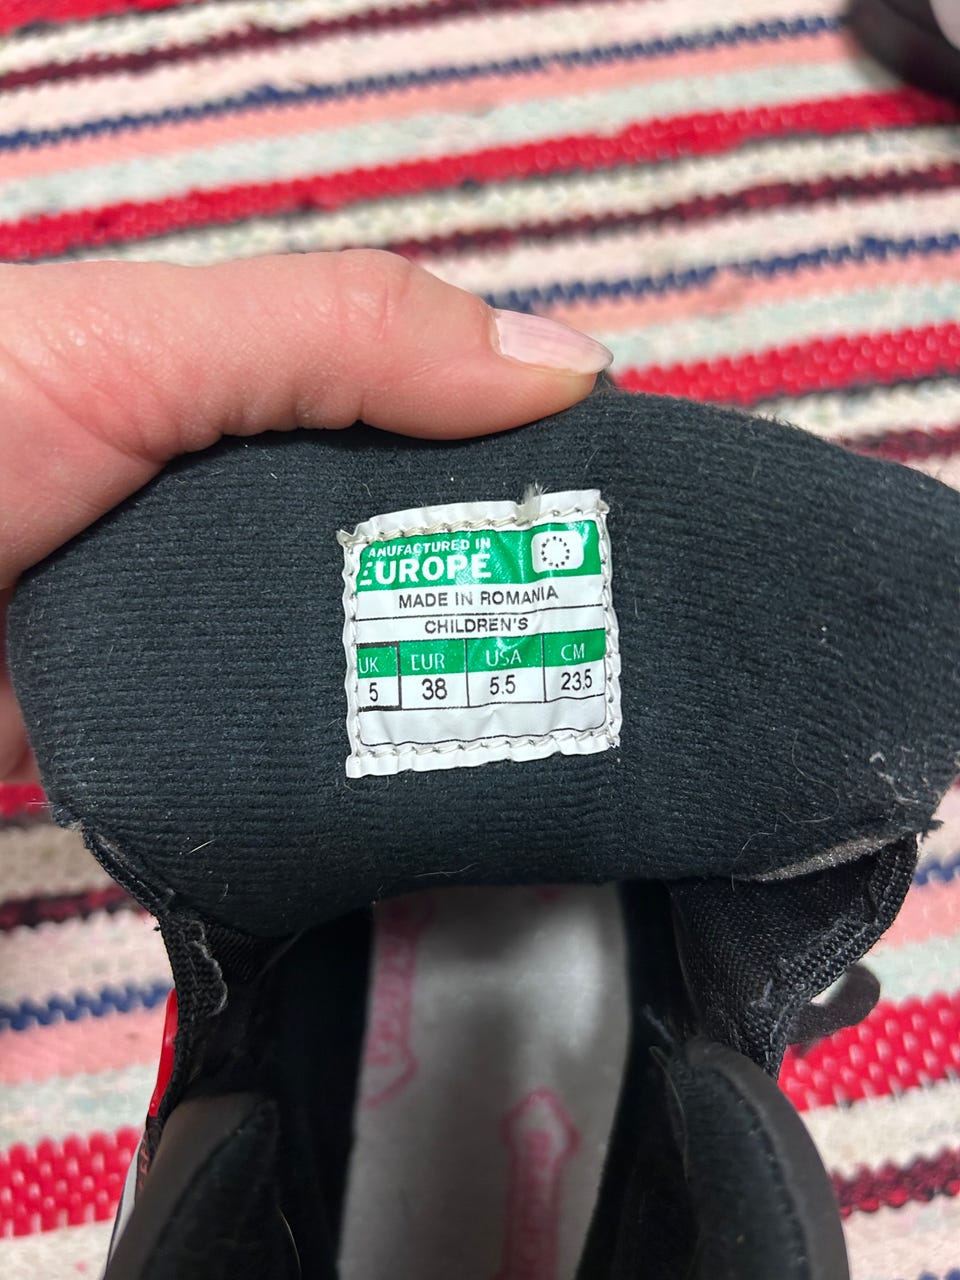 ANUFACTURED IN
EUROPE
MADE IN ROMANIA
CHILDREN'S
UK EUR USA CM
5 38 5.5 23.5